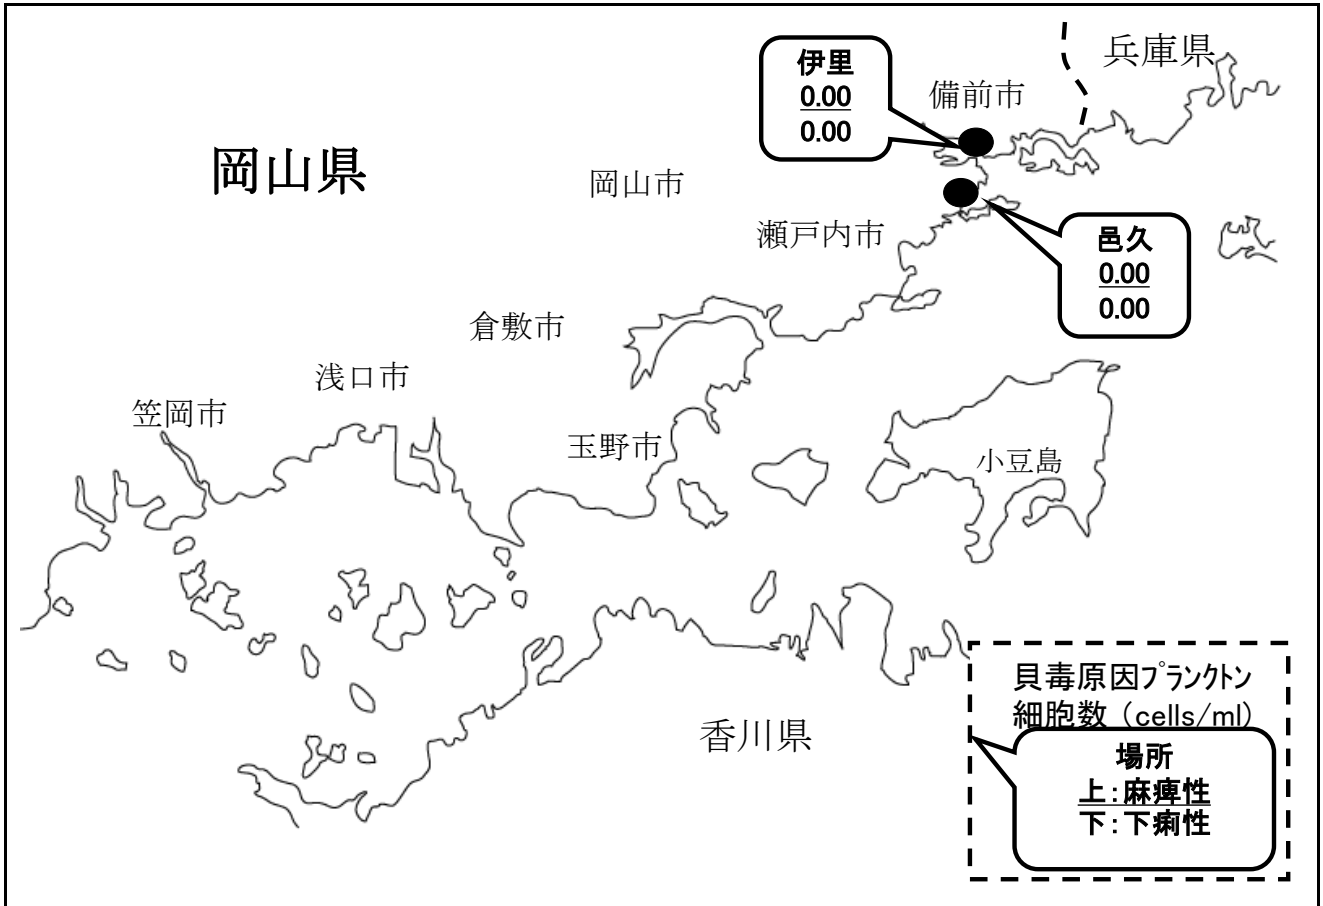 兵庫県
伊里
0.00
0.00
備前市
岡山県
岡山市
瀬戸内市
邑久
0.00
0.00
倉敷市
浅口市
笠岡市
玉野市
小豆島
香川県
貝毒原因プランクトン
細胞数（cells/ml）
場所
上：麻痺性
下：下痢性